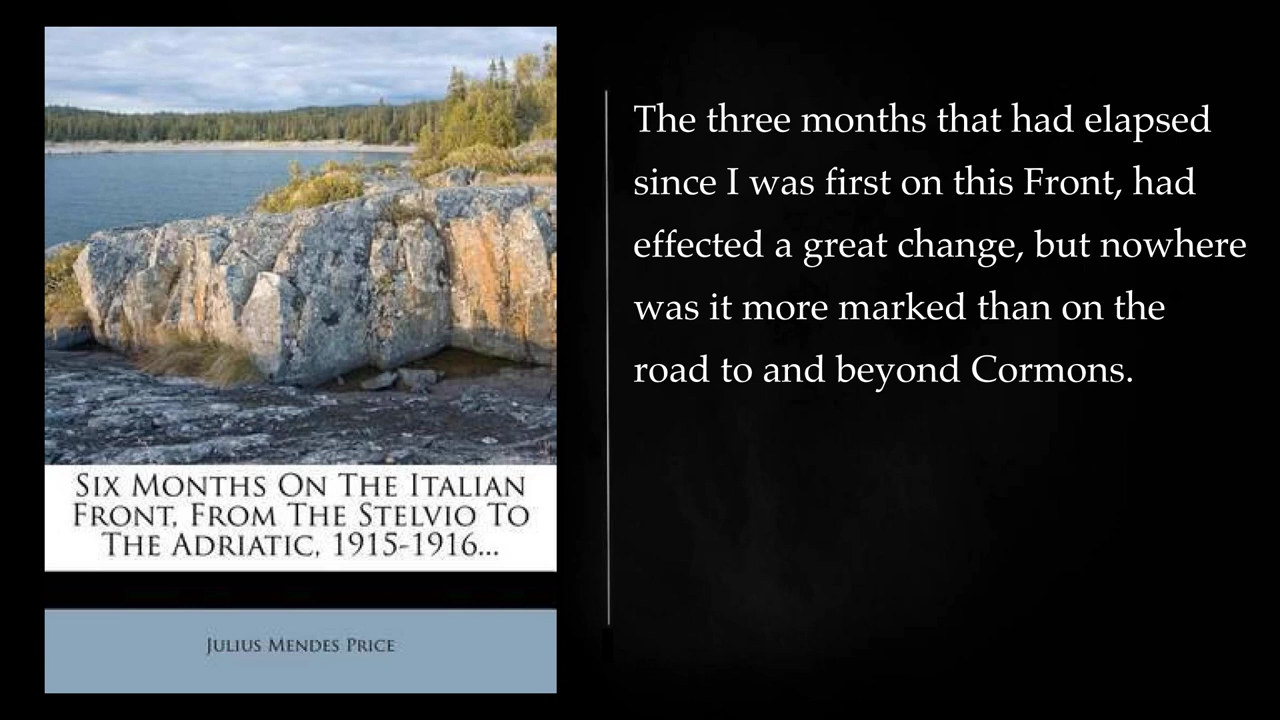 The three months that had elapsed
since I was first on this Front, had
effected a great change, but nowhere
was it more marked than on the
road to and beyond Cormons.
Six Months On The Italian
Front, From The Stelvio To
The Adriatic, 1915-1916...
Julius Mendes Price